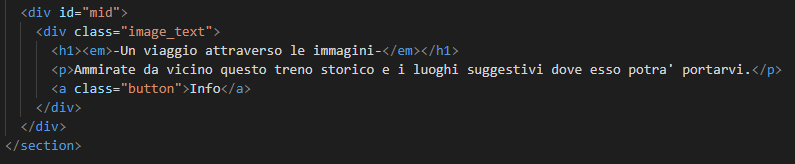 <div id="mid">
<div class="image_text">
<h1><em>-Un viaggio attraverso le immagini-</em></h1>
<p>Ammirate da vicino questo treno storico e i luoghi suggestivi dove esso potra' portarvi.</p>
<a class="button">Info</a>
</div>
</div>
</section>